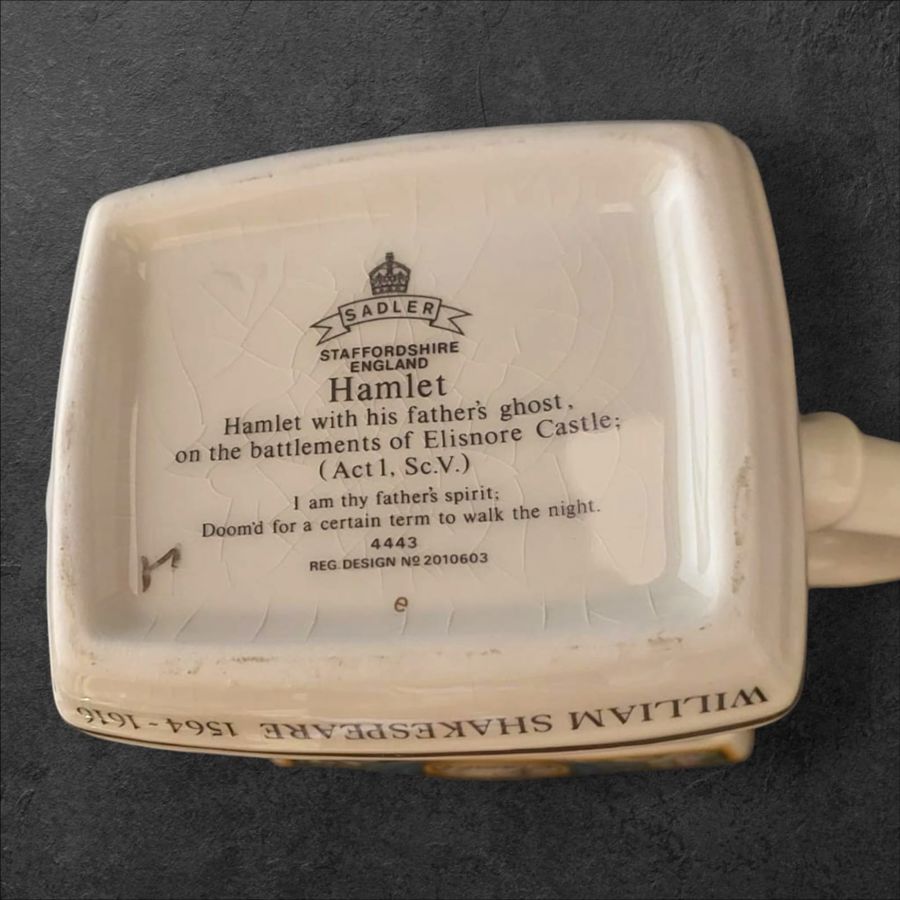 SADLER
STAFFORDSHIRE
ENGLAND
Hamlet
Hamlet with his father's ghost,
on the battlements of Elisnore Castle;
(Act 1, Sc.V.)
I am thy father's spirit;
Doom'd for a certain term to walk the night.
4443
REG. DESIGN Nº 2010603
e
WILLIAM SHAKESPEARE 1564-1616